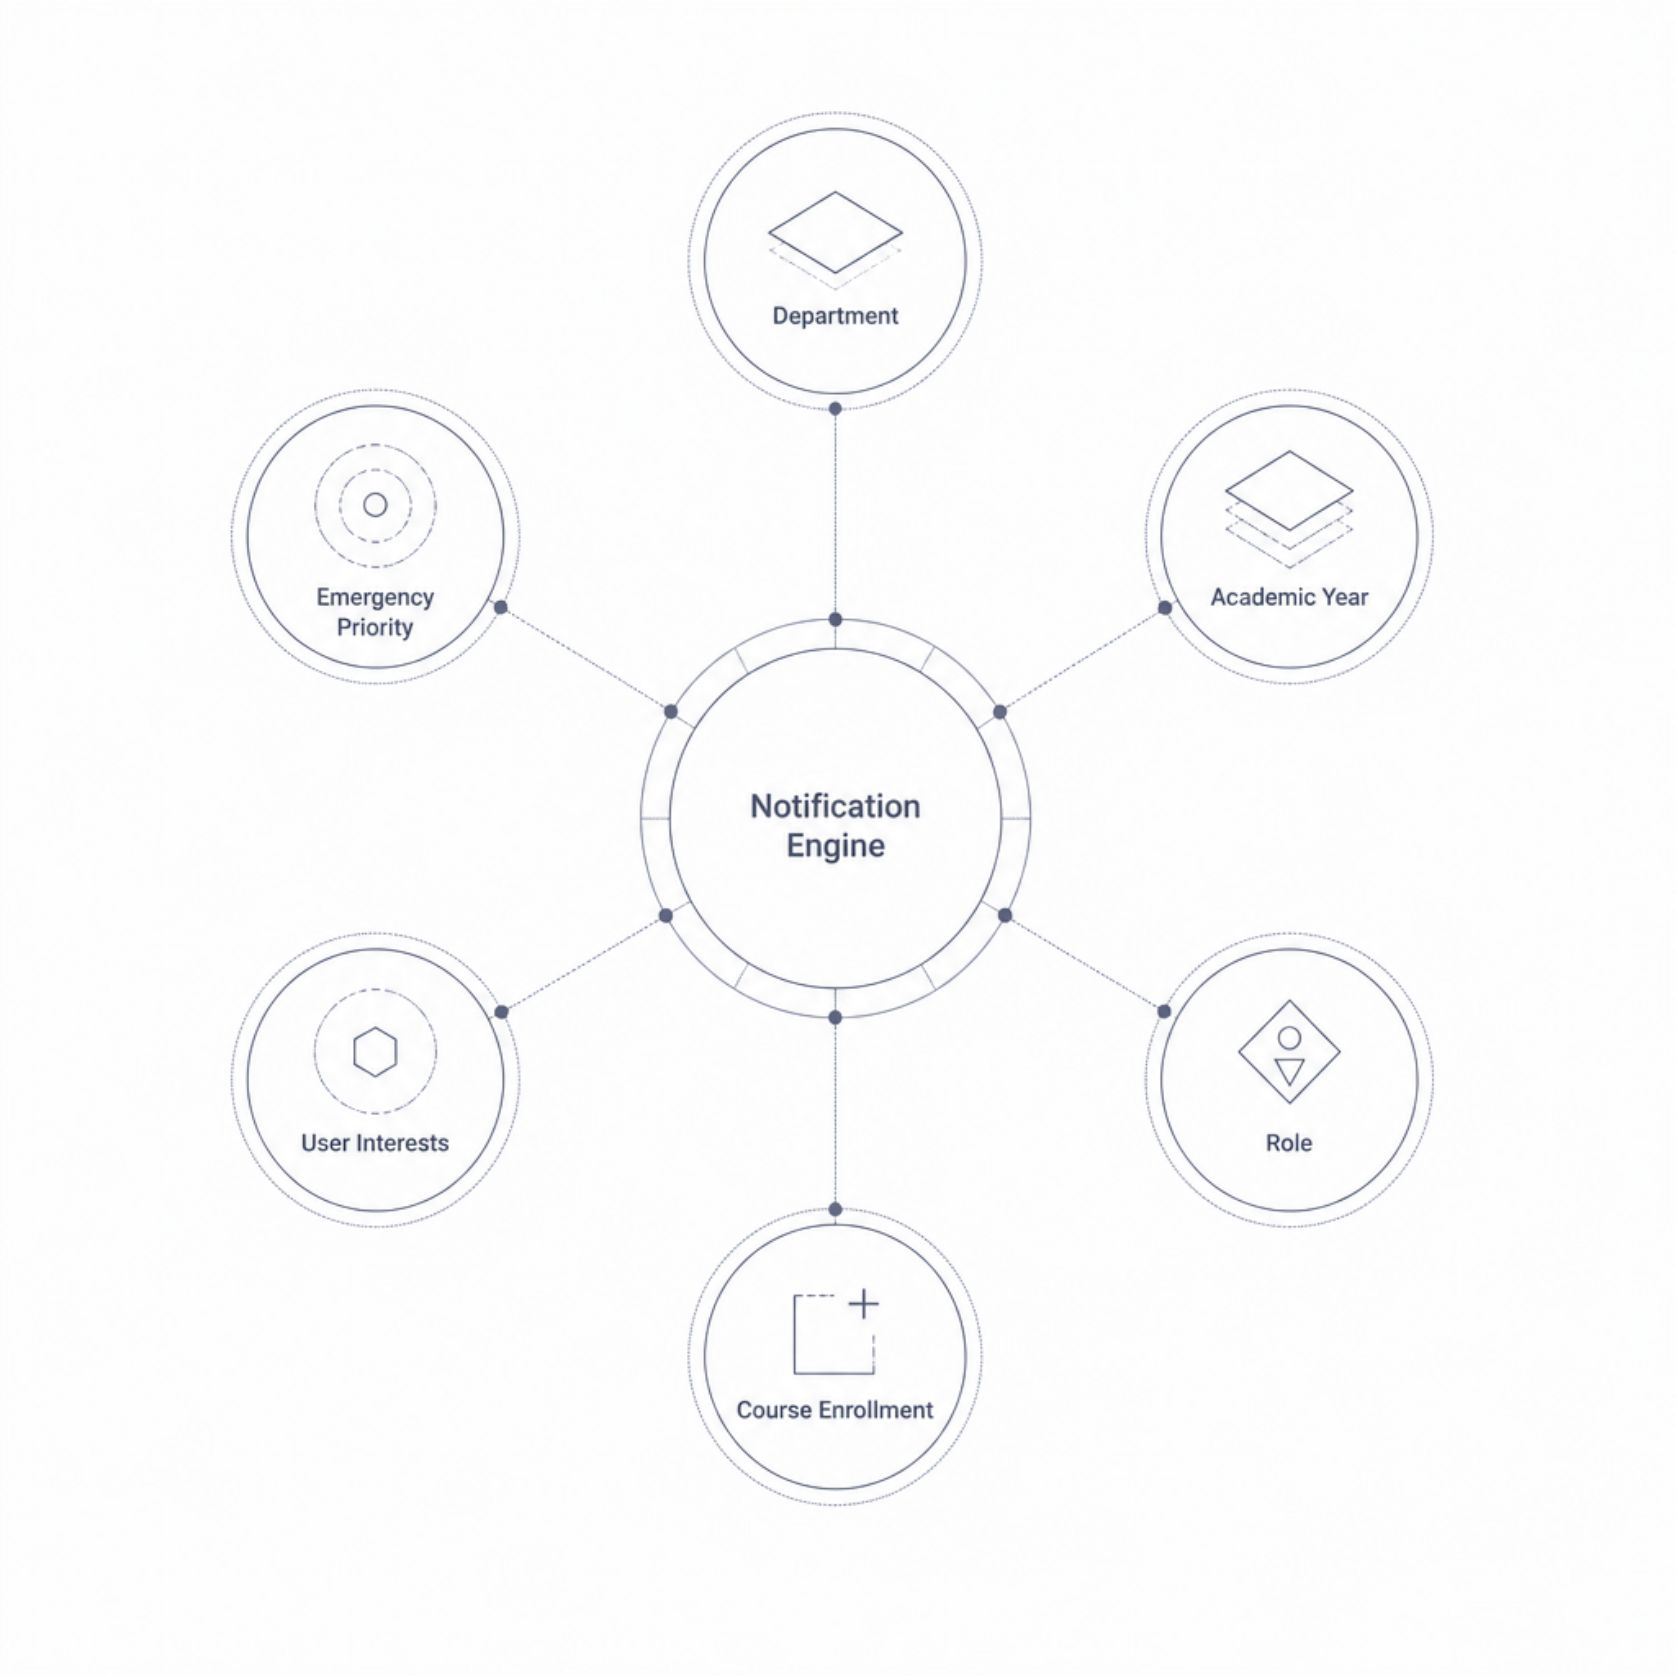 Department
Emergency
Priority
Academic Year
Notification
Engine
User Interests
Role
Course Enrollment